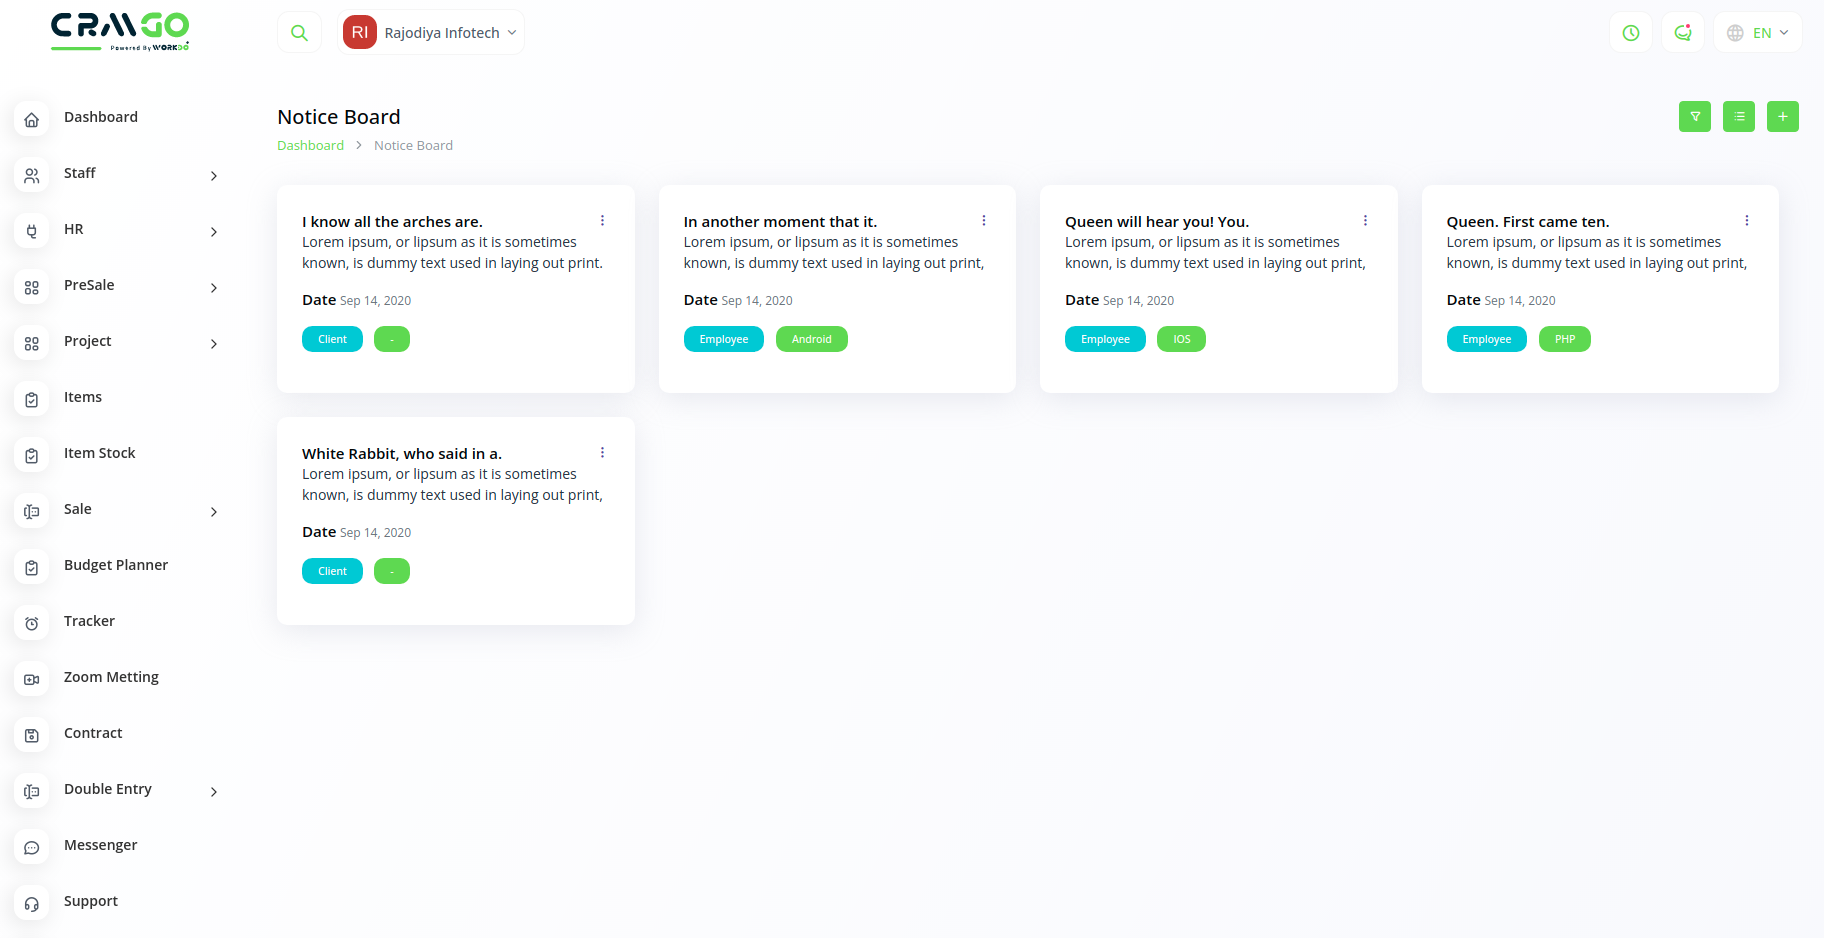 CRMGO
Powered By WORKDO
RI
Rajodiya Infotech
EN
Dashboard
Staff
HR
PreSale
Project
Items
Item Stock
Sale
Budget Planner
Tracker
Zoom Metting
Contract
Double Entry
Messenger
Support
Notice Board
Dashboard > Notice Board
I know all the arches are.
Lorem ipsum, or lipsum as it is sometimes
known, is dummy text used in laying out print.
Date Sep 14, 2020
Client -
In another moment that it.
Lorem ipsum, or lipsum as it is sometimes
known, is dummy text used in laying out print,
Date Sep 14, 2020
Employee Android
Queen will hear you! You.
Lorem ipsum, or lipsum as it is sometimes
known, is dummy text used in laying out print,
Date Sep 14, 2020
Employee IOS
Queen. First came ten.
Lorem ipsum, or lipsum as it is sometimes
known, is dummy text used in laying out print,
Date Sep 14, 2020
Employee PHP
White Rabbit, who said in a.
Lorem ipsum, or lipsum as it is sometimes
known, is dummy text used in laying out print,
Date Sep 14, 2020
Client -